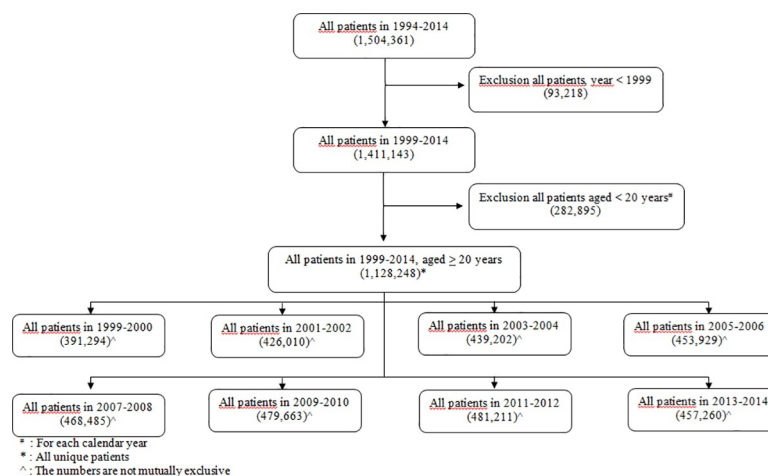 All patients in 1994-2014
(1,504,361)
Exclusion all patients, year < 1999
(93,218)
All patients in 1999-2014
(1,411,143)
Exclusion all patients aged < 20 years*
(282,895)
All patients in 1999-2014, aged ≥ 20 years
(1,128,248)*
All patients in 1999-2000
(391,294)^
All patients in 2001-2002
(426,010)^
All patients in 2003-2004
(439,202)^
All patients in 2005-2006
(453,929)^
All patients in 2007-2008
(468,485)^
All patients in 2009-2010
(479,663)^
All patients in 2011-2012
(481,211)^
All patients in 2013-2014
(457,260)^
* : For each calendar year
* : All unique patients
^ : The numbers are not mutually exclusive